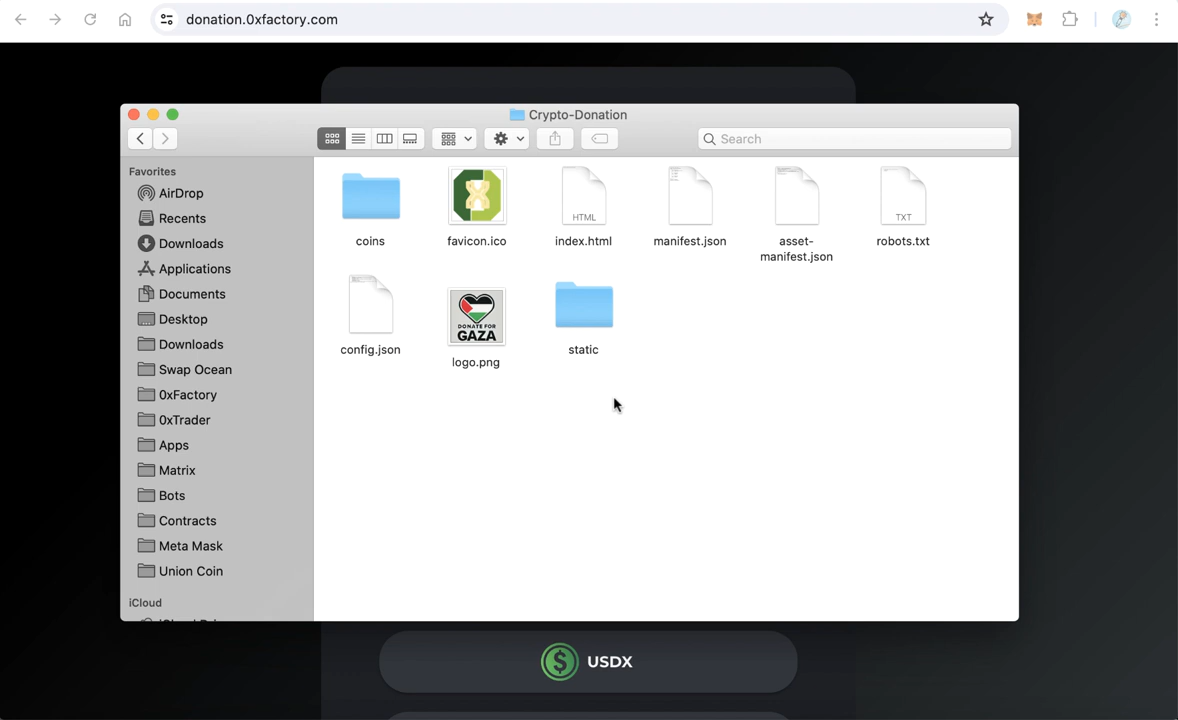 donation.0xfactory.com
Crypto-Donation
Search
Favorites
AirDrop
Recents
Downloads
Applications
Documents
Desktop
Downloads
Swap Ocean
0xFactory
0xTrader
Apps
Matrix
Bots
Contracts
Meta Mask
Union Coin
iCloud
coins
favicon.ico
HTML
index.html
manifest.json
asset-
manifest.json
TXT
robots.txt
config.json
DONATE FOR
GAZA
logo.png
static
USDX